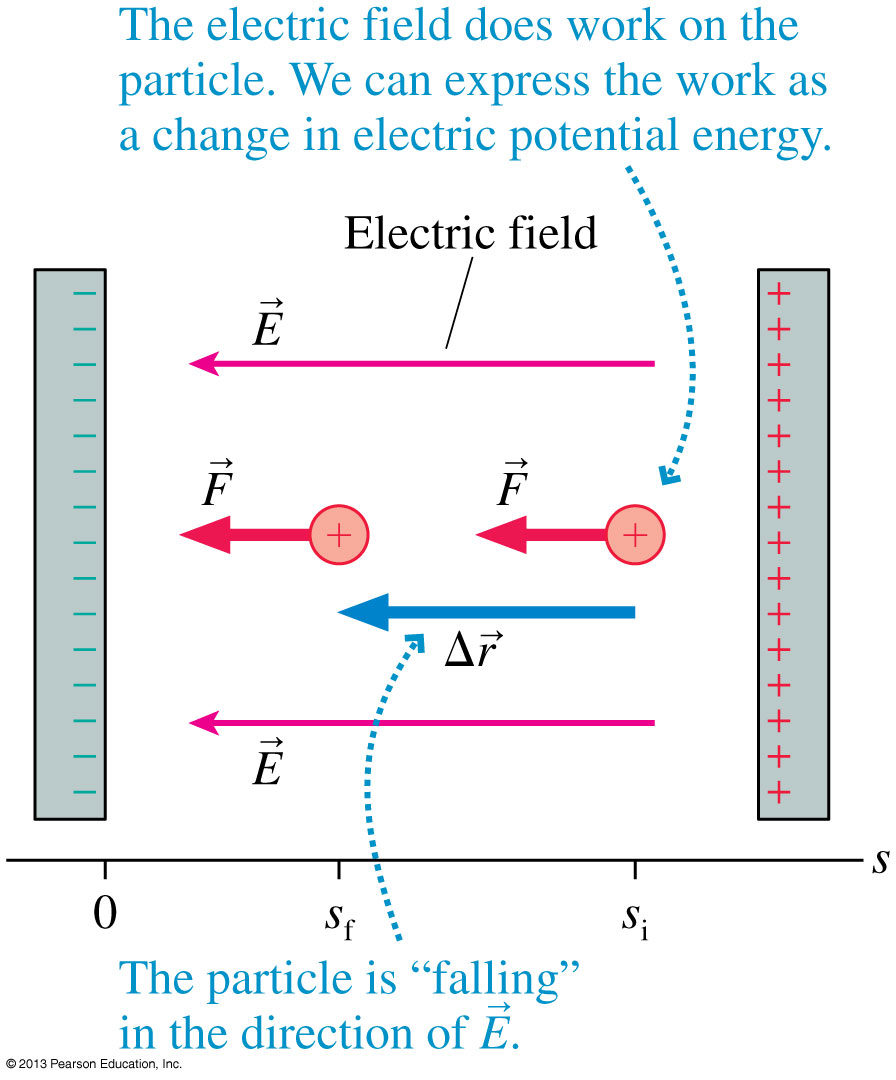 The electric field does work on the
particle. We can express the work as
a change in electric potential energy.
Electric field
E⃗
− − − − − − − − − − − − − − −
+ + + + + + + + + + + + + + +
F⃗ F⃗
+ +
Δr⃗
E⃗
s
0 s_f s_i
The particle is “falling”
in the direction of E⃗.
© 2013 Pearson Education, Inc.